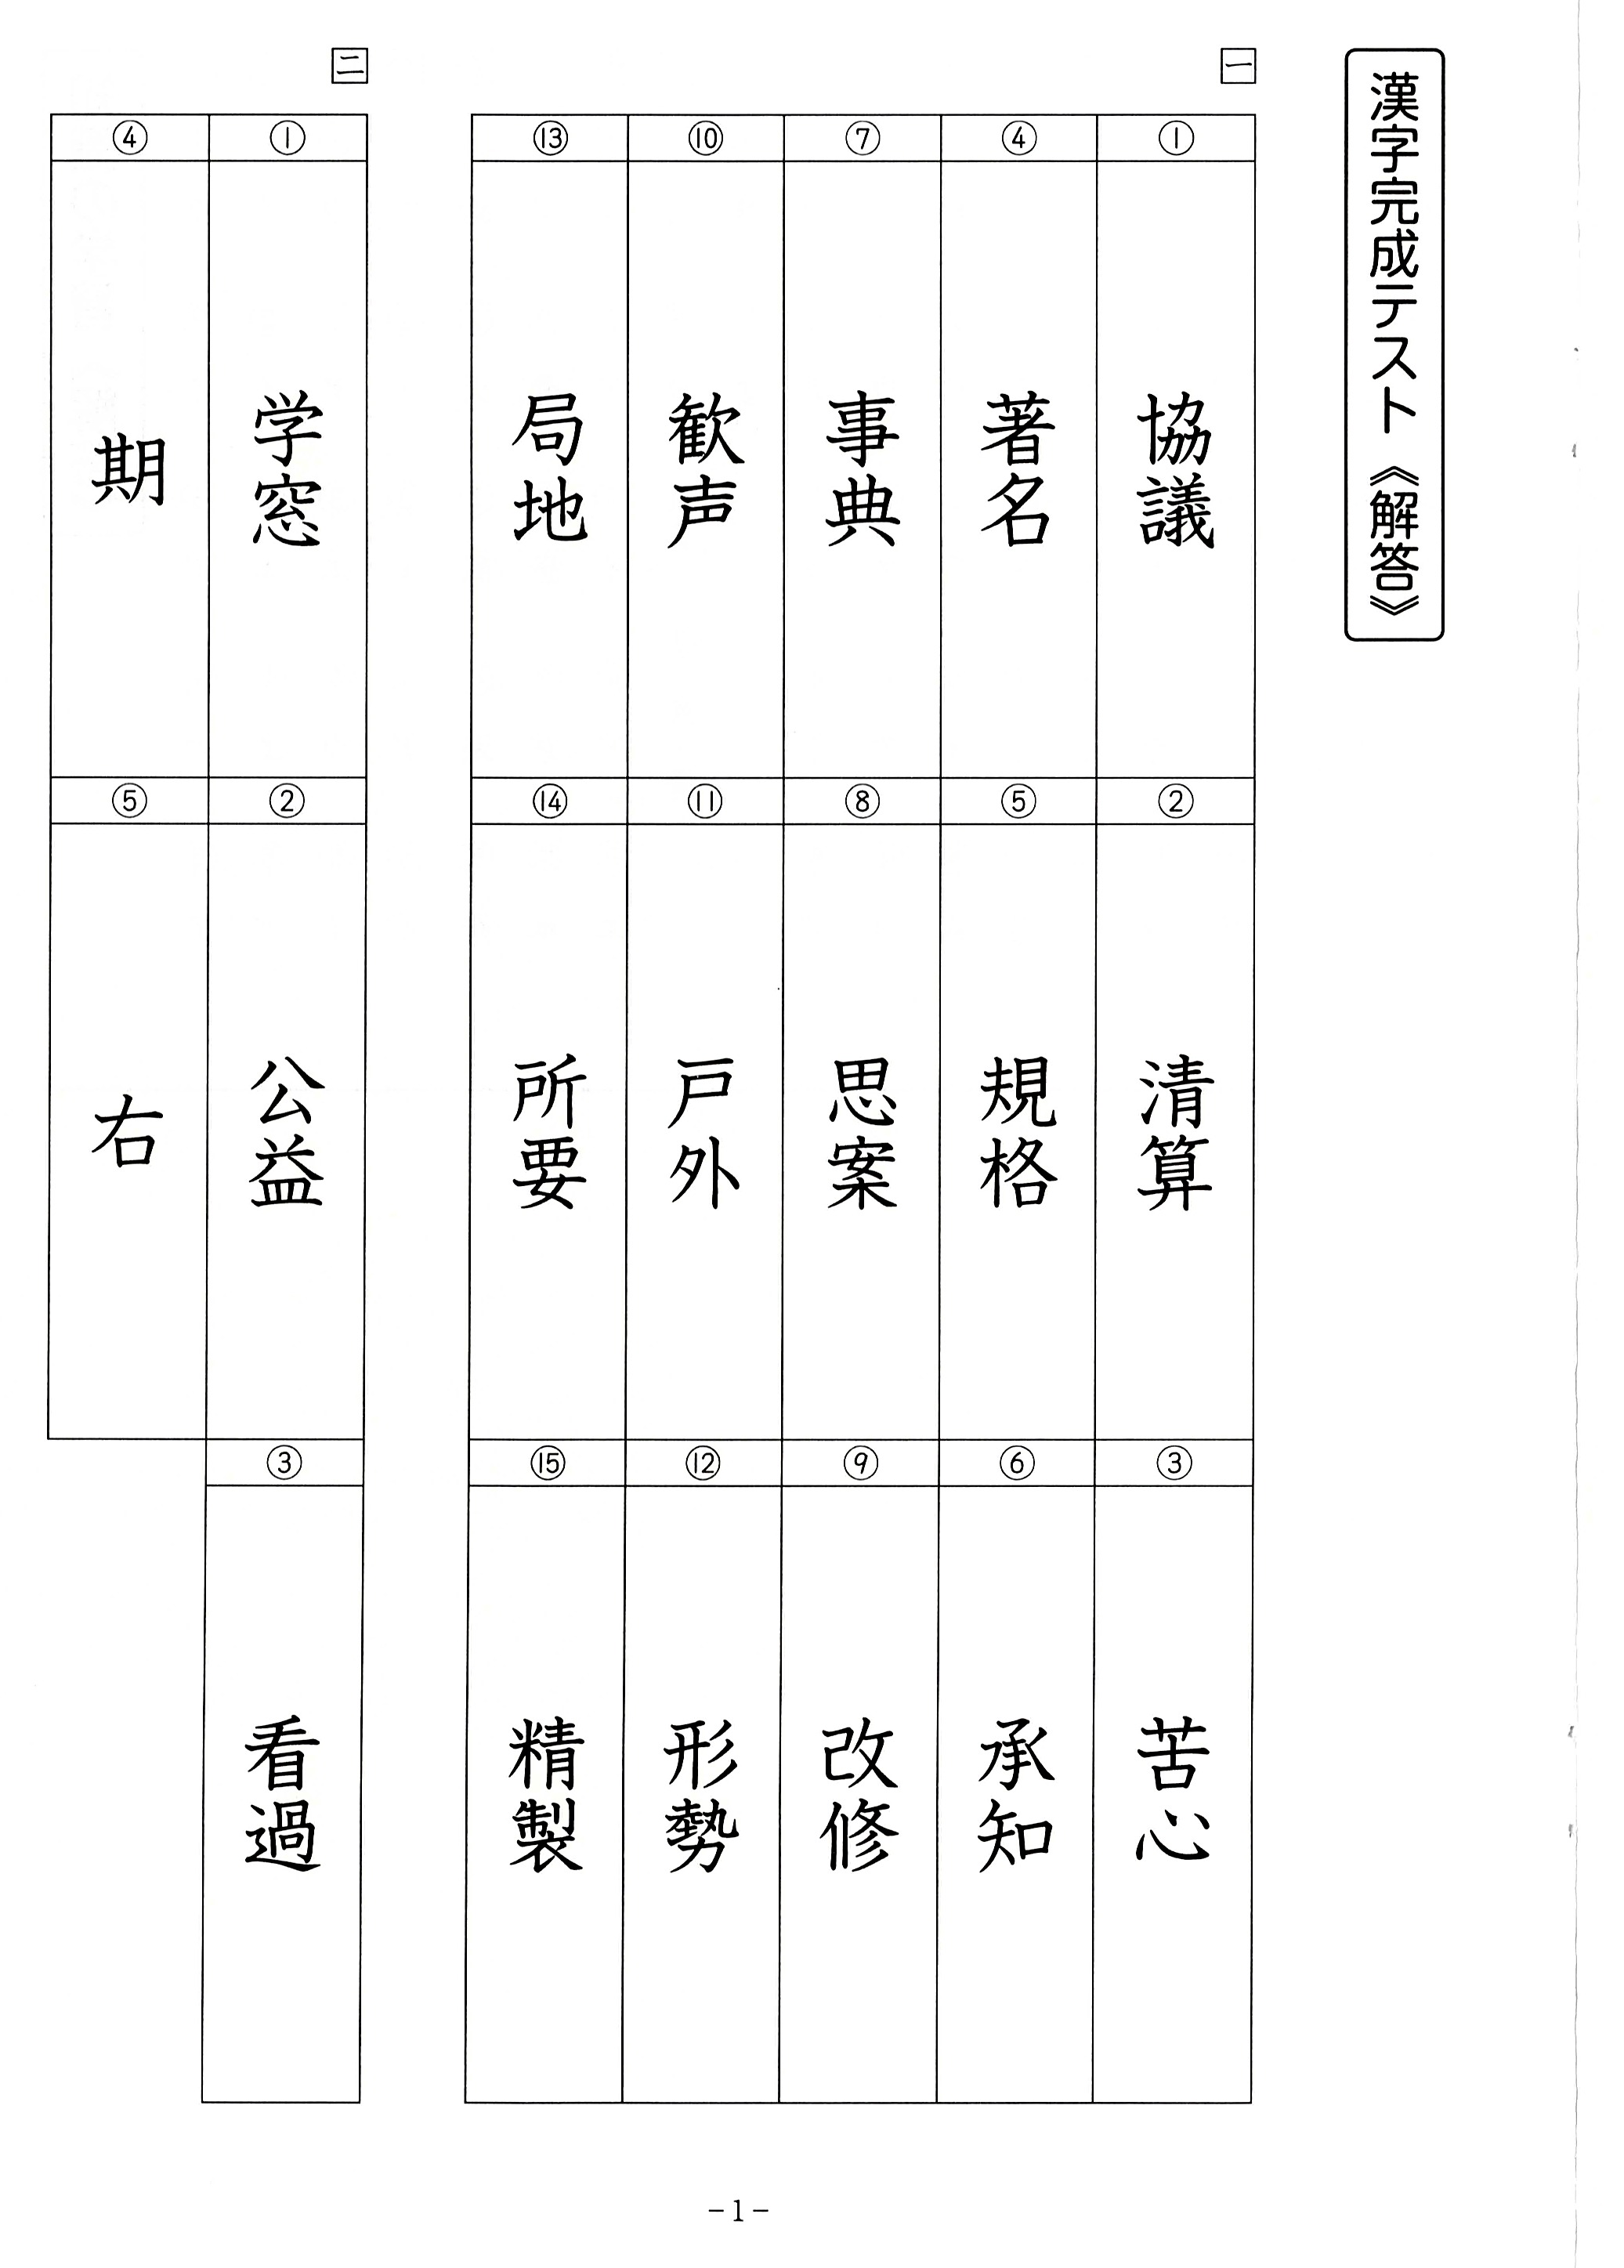 漢字完成テスト《解答》
一
① 協議
② 清算
③ 苦心
④ 著名
⑤ 規格
⑥ 承知
⑦ 事典
⑧ 思案
⑨ 改修
⑩ 歓声
⑪ 戸外
⑫ 形勢
⑬ 局地
⑭ 所要
⑮ 精製
二
① 学窓
② 公益
③ 看過
④ 期
⑤ 右
－1－